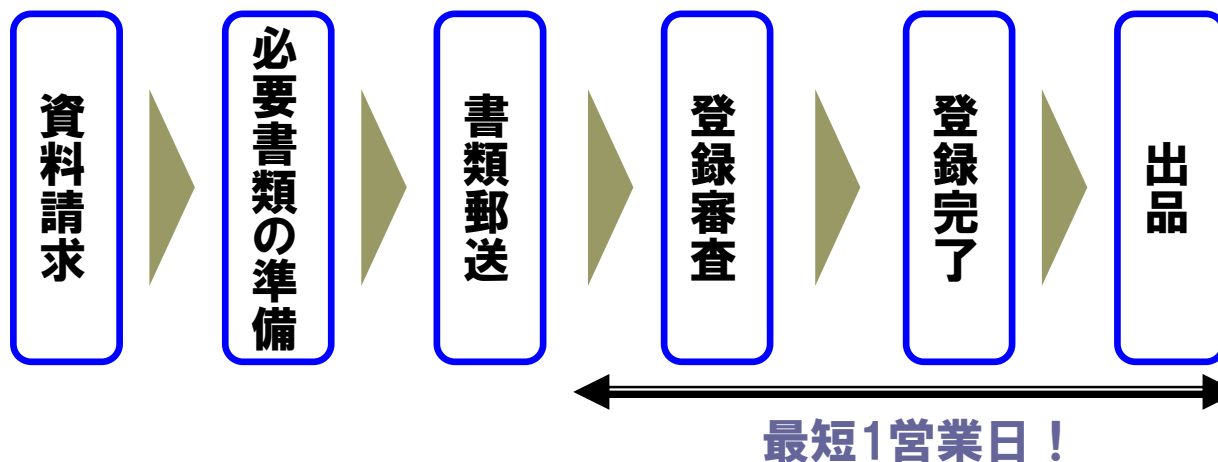 資料請求
必要書類の準備
書類郵送
登録審査
登録完了
出品
最短1営業日！